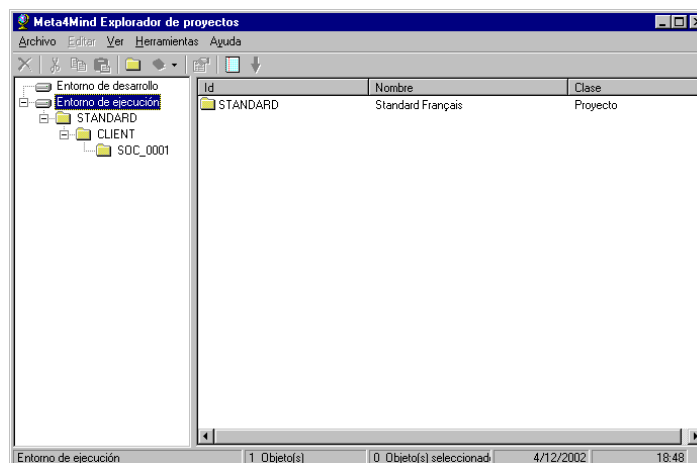 Meta4Mind Explorador de proyectos
Archivo Editar Ver Herramientas Ayuda
Entorno de desarrollo
Entorno de ejecución
STANDARD
CLIENT
SOC_0001
Id Nombre Clase
STANDARD Standard Français Proyecto
Entorno de ejecución 1 Objeto(s) 0 Objeto(s) seleccionad 4/12/2002 18:48